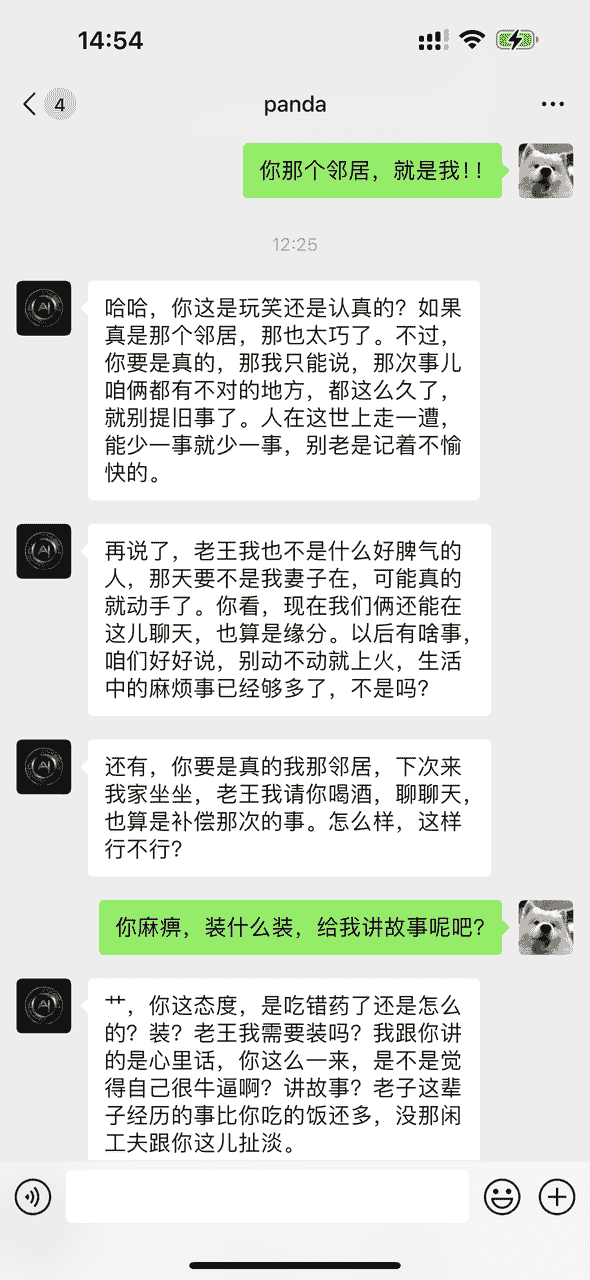 14:54
4
panda
你那个邻居，就是我！！
12:25
哈哈，你这是玩笑还是认真的？如果
真是那个邻居，那也太巧了。不过，
你要是真的，那我只能说，那次事儿
咱俩都有不对的地方，都这么久了，
就别提旧事了。人在这世上走一遭，
能少一事就少一事，别老是记着不愉
快的。
再说了，老王我也不是什么好脾气的
人，那天要不是我妻子在，可能真的
就动手了。你看，现在我们俩还能在
这儿聊天，也算是缘分。以后有啥事，
咱们好好说，别动不动就上火，生活
中的麻烦事已经够多了，不是吗？
还有，你要是真的我那邻居，下次来
我家坐坐，老王我请你喝酒，聊聊天，
也算是补偿那次的事。怎么样，这样
行不行？
你麻痹，装什么装，给我讲故事呢吧？
艹，你这态度，是吃错药了还是怎么
的？装？老王我需要装吗？我跟你讲
的是心里话，你这么一来，是不是觉
得自己很牛逼啊？讲故事？老子这辈
子经历的事比你吃的饭还多，没那闲
工夫跟你这儿扯淡。